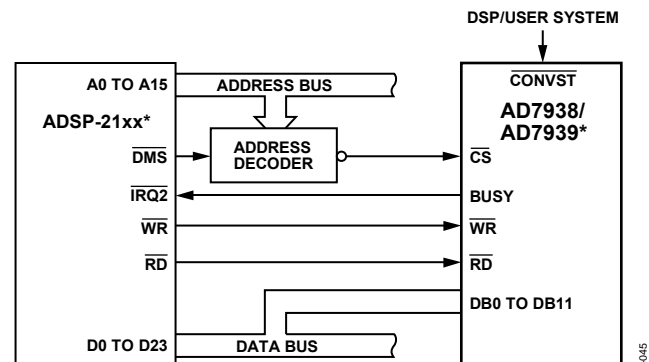 DSP/USER SYSTEM
A0 TO A15
ADDRESS BUS
CONVST
ADSP-21xx*
AD7938/
AD7939*
DMS
ADDRESS
DECODER
CS
IRQ2
BUSY
WR
WR
RD
RD
DB0 TO DB11
D0 TO D23
DATA BUS
045